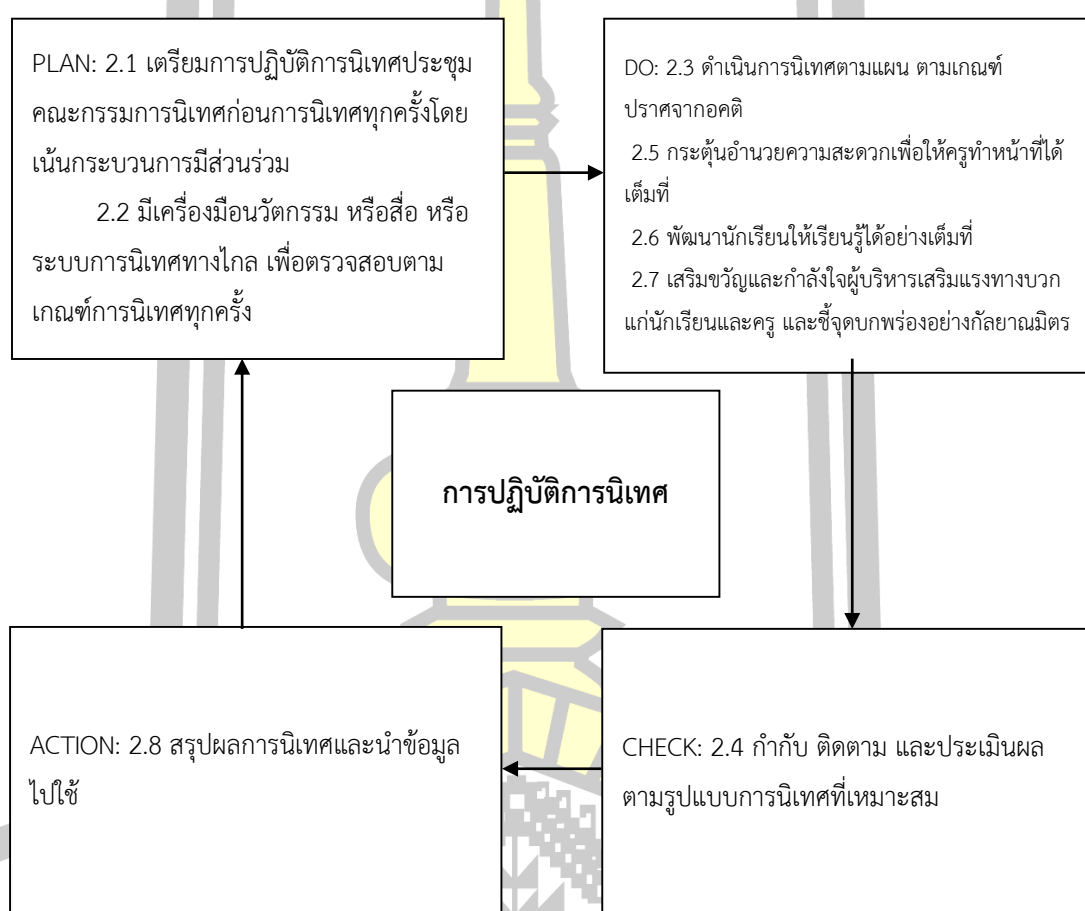 PLAN: 2.1 เตรียมการปฏิบัติการนิเทศประชุม
คณะกรรมการนิเทศก่อนการนิเทศทุกครั้งโดย
เน้นกระบวนการมีส่วนร่วม
2.2 มีเครื่องมือนวัตกรรม หรือสื่อ หรือ
ระบบการนิเทศทางไกล เพื่อตรวจสอบตาม
เกณฑ์การนิเทศทุกครั้ง
DO: 2.3 ดำเนินการนิเทศตามแผน ตามเกณฑ์
ปราศจากอคติ
2.5 กระตุ้นอำนวยความสะดวกเพื่อให้ครูทำหน้าที่ได้
เต็มที่
2.6 พัฒนานักเรียนให้เรียนรู้ได้อย่างเต็มที่
2.7 เสริมขวัญและกำลังใจผู้บริหารเสริมแรงทางบวก
แก่นักเรียนและครู และชี้จุดบกพร่องอย่างกัลยาณมิตร
การปฏิบัติการนิเทศ
ACTION: 2.8 สรุปผลการนิเทศและนำข้อมูล
ไปใช้
CHECK: 2.4 กำกับ ติดตาม และประเมินผล
ตามรูปแบบการนิเทศที่เหมาะสม